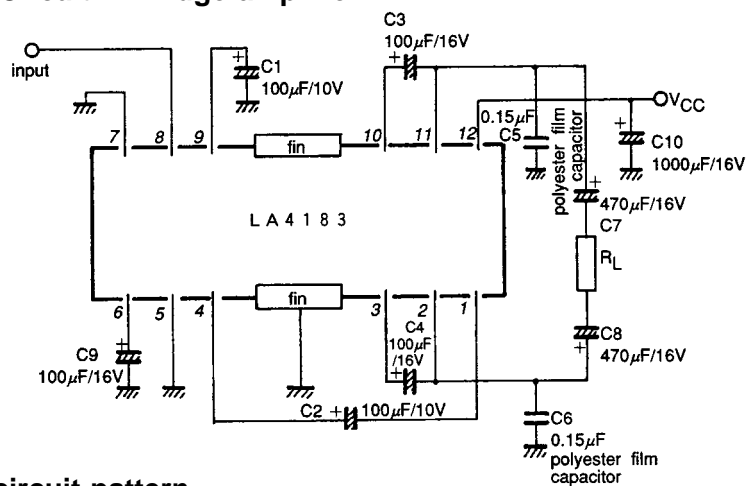 input
C1
100μF/10V
C3
100μF/16V
VCC
C10
1000μF/16V
0.15μF
C5
polyester film
capacitor
7 8 9 fin 10 11 12
LA4183
470μF/16V
C7
RL
C8
470μF/16V
6 5 4 fin 3 2 1
C9
100μF/16V
C4
100μF
/16V
C2 100μF/10V
C6
0.15μF
polyester film
capacitor
circuit pattern